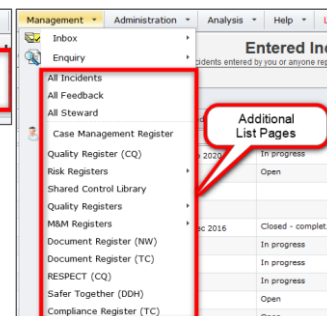 Management Administration Analysis Help
Inbox
Enquiry
Entered In
cidents entered by you or anyone rep
All Incidents
All Feedback
All Steward
Case Management Register
Quality Register (CQ)
Risk Registers
Shared Control Library
Quality Registers
M&M Registers
Document Register (NW)
Document Register (TC)
RESPECT (CQ)
Safer Together (DDH)
Compliance Register (TC)
Additional
List Pages
2020
In progress
Open
ec 2016
Closed - complet
In progress
In progress
In progress
Open
Open